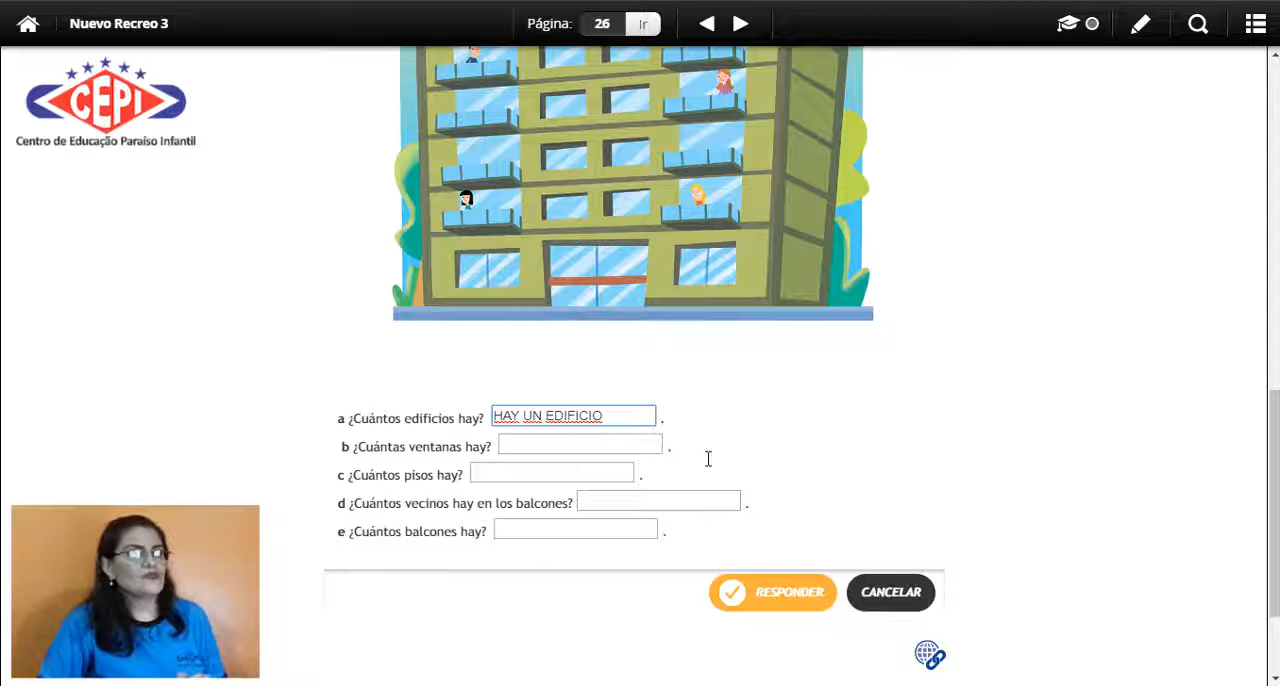 Nuevo Recreo 3
Página: 26 Ir
CEPI
Centro de Educação Paraíso Infantil
a ¿Cuántos edificios hay? HAY UN EDIFICIO .
b ¿Cuántas ventanas hay? .
c ¿Cuántos pisos hay? .
d ¿Cuántos vecinos hay en los balcones? .
e ¿Cuántos balcones hay? .
RESPONDER CANCELAR